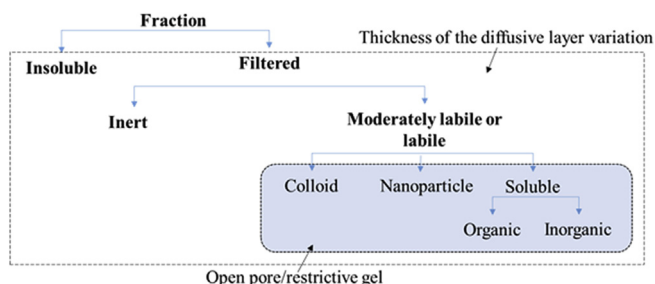 Fraction
Thickness of the diffusive layer variation
Insoluble
Filtered
Inert
Moderately labile or
labile
Colloid
Nanoparticle
Soluble
Organic
Inorganic
Open pore/restrictive gel